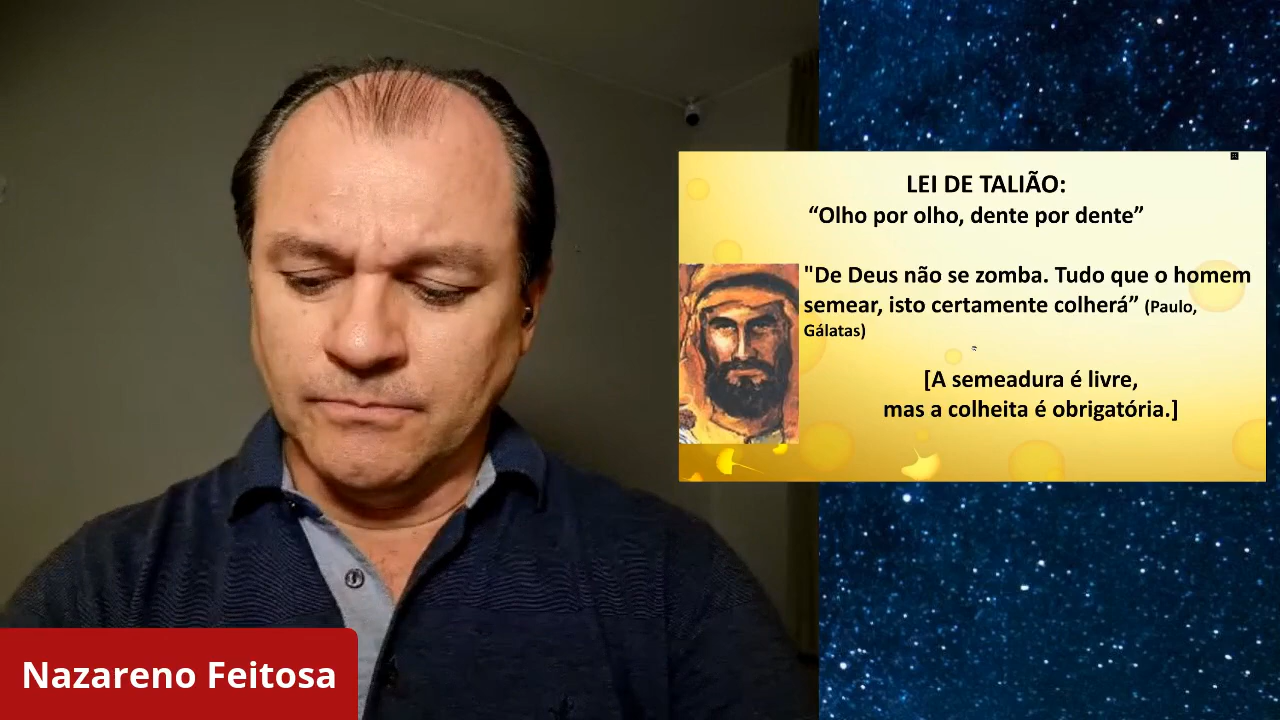 LEI DE TALIÃO:
“Olho por olho, dente por dente”
"De Deus não se zomba. Tudo que o homem
semear, isto certamente colherá” (Paulo,
Gálatas)
[A semeadura é livre,
mas a colheita é obrigatória.]
Nazareno Feitosa